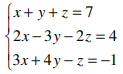 x + y + z = 7
2x − 3y − 2z = 4
3x + 4y − z = −1